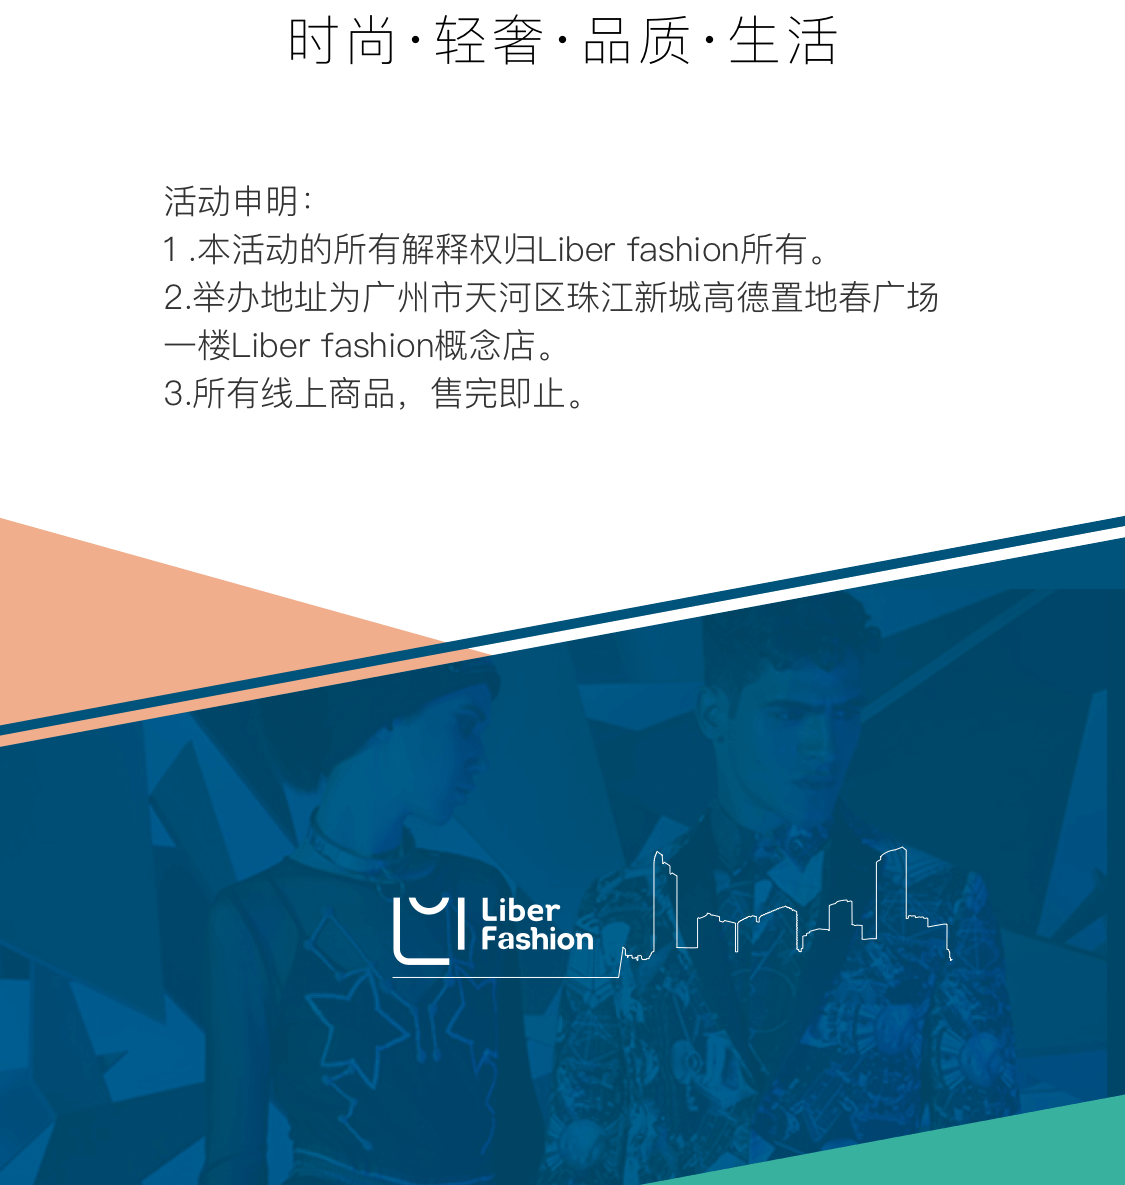 时尚·轻奢·品质·生活
活动申明：
1 .本活动的所有解释权归Liber fashion所有。
2.举办地址为广州市天河区珠江新城高德置地春广场
一楼Liber fashion概念店。
3.所有线上商品，售完即止。
Liber
Fashion